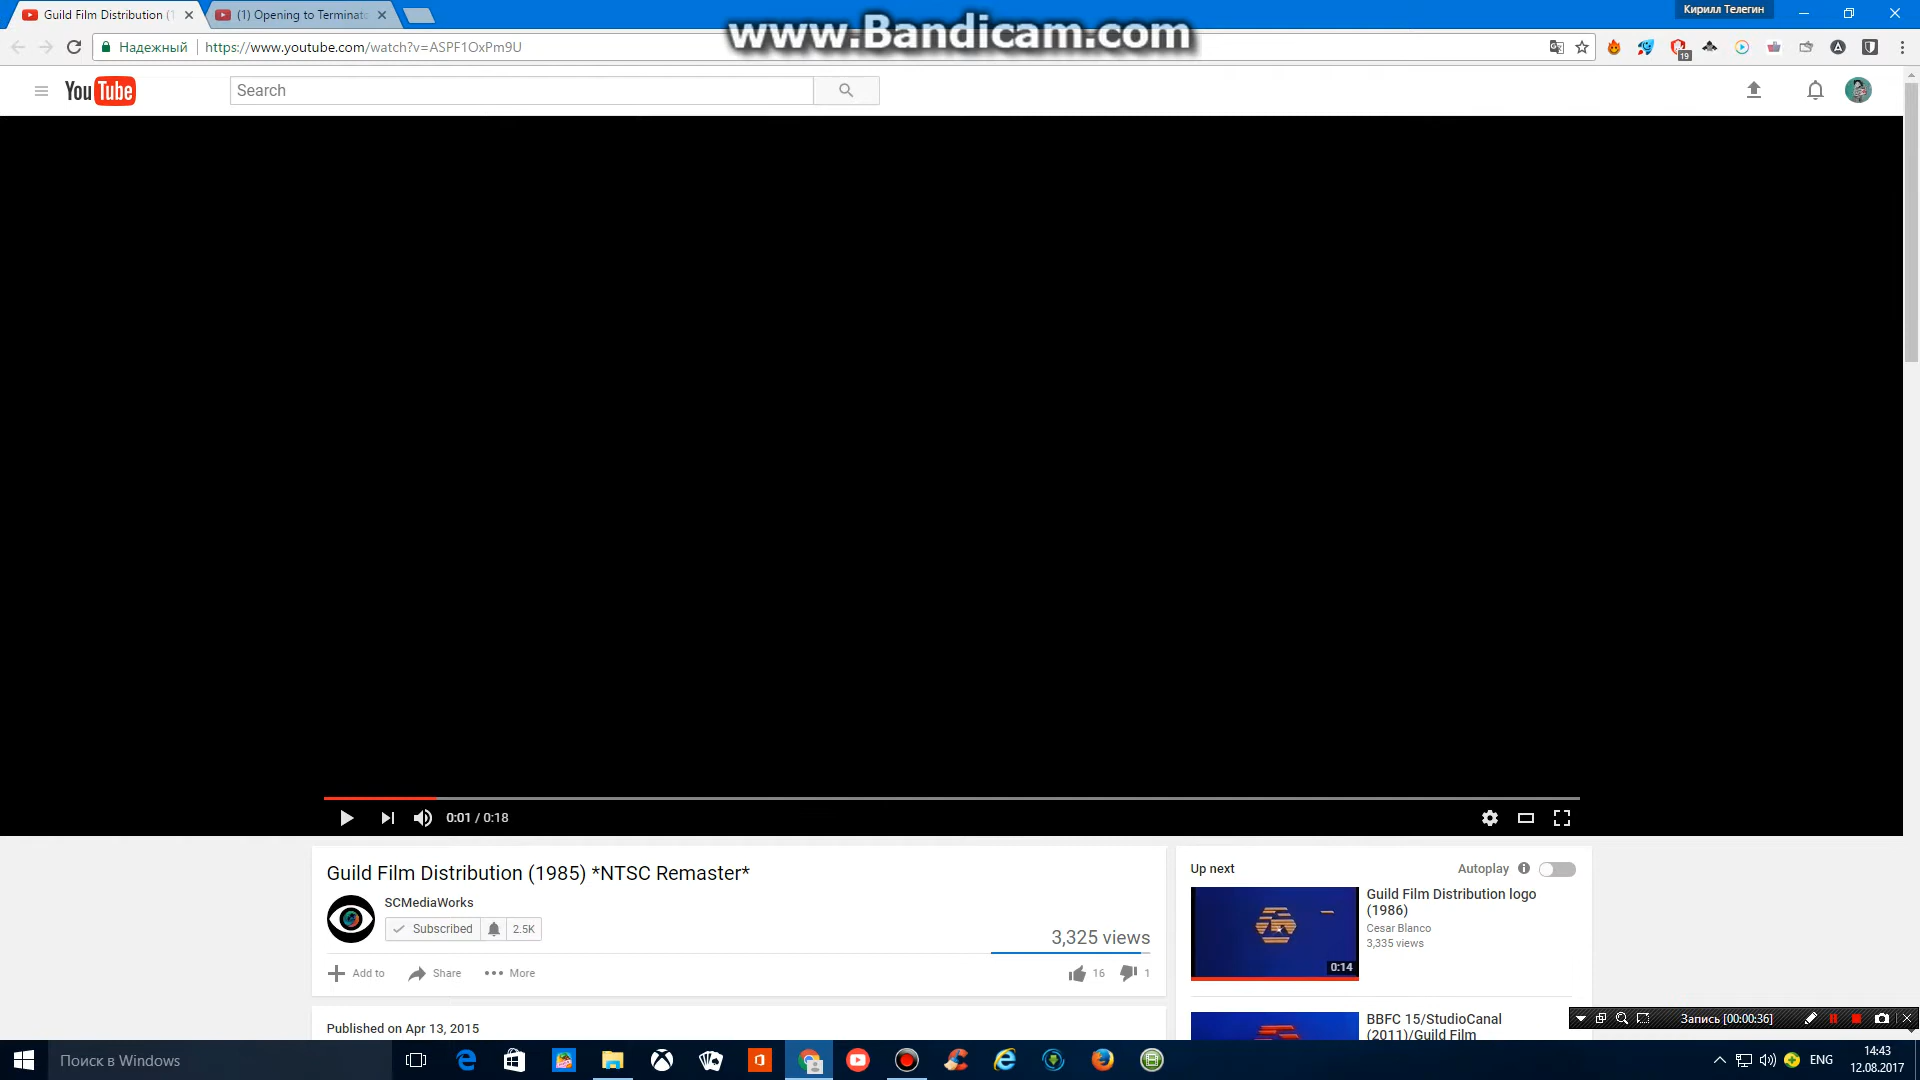 Guild Film Distribution (1
(1) Opening to Terminato
www.Bandicam.com
Кирилл Телегин
Надежный
https://www.youtube.com/watch?v=ASPF1OxPm9U
19
YouTube
Search
0:01 / 0:18
Guild Film Distribution (1985) *NTSC Remaster*
SCMediaWorks
Subscribed
2.5K
3,325 views
Add to
Share
More
16
1
Published on Apr 13, 2015
Up next
Autoplay
0:14
Guild Film Distribution logo
(1986)
Cesar Blanco
3,335 views
BBFC 15/StudioCanal
(2011)/Guild Film
Запись [00:00:36]
Поиск в Windows
ENG
14:43
12.08.2017